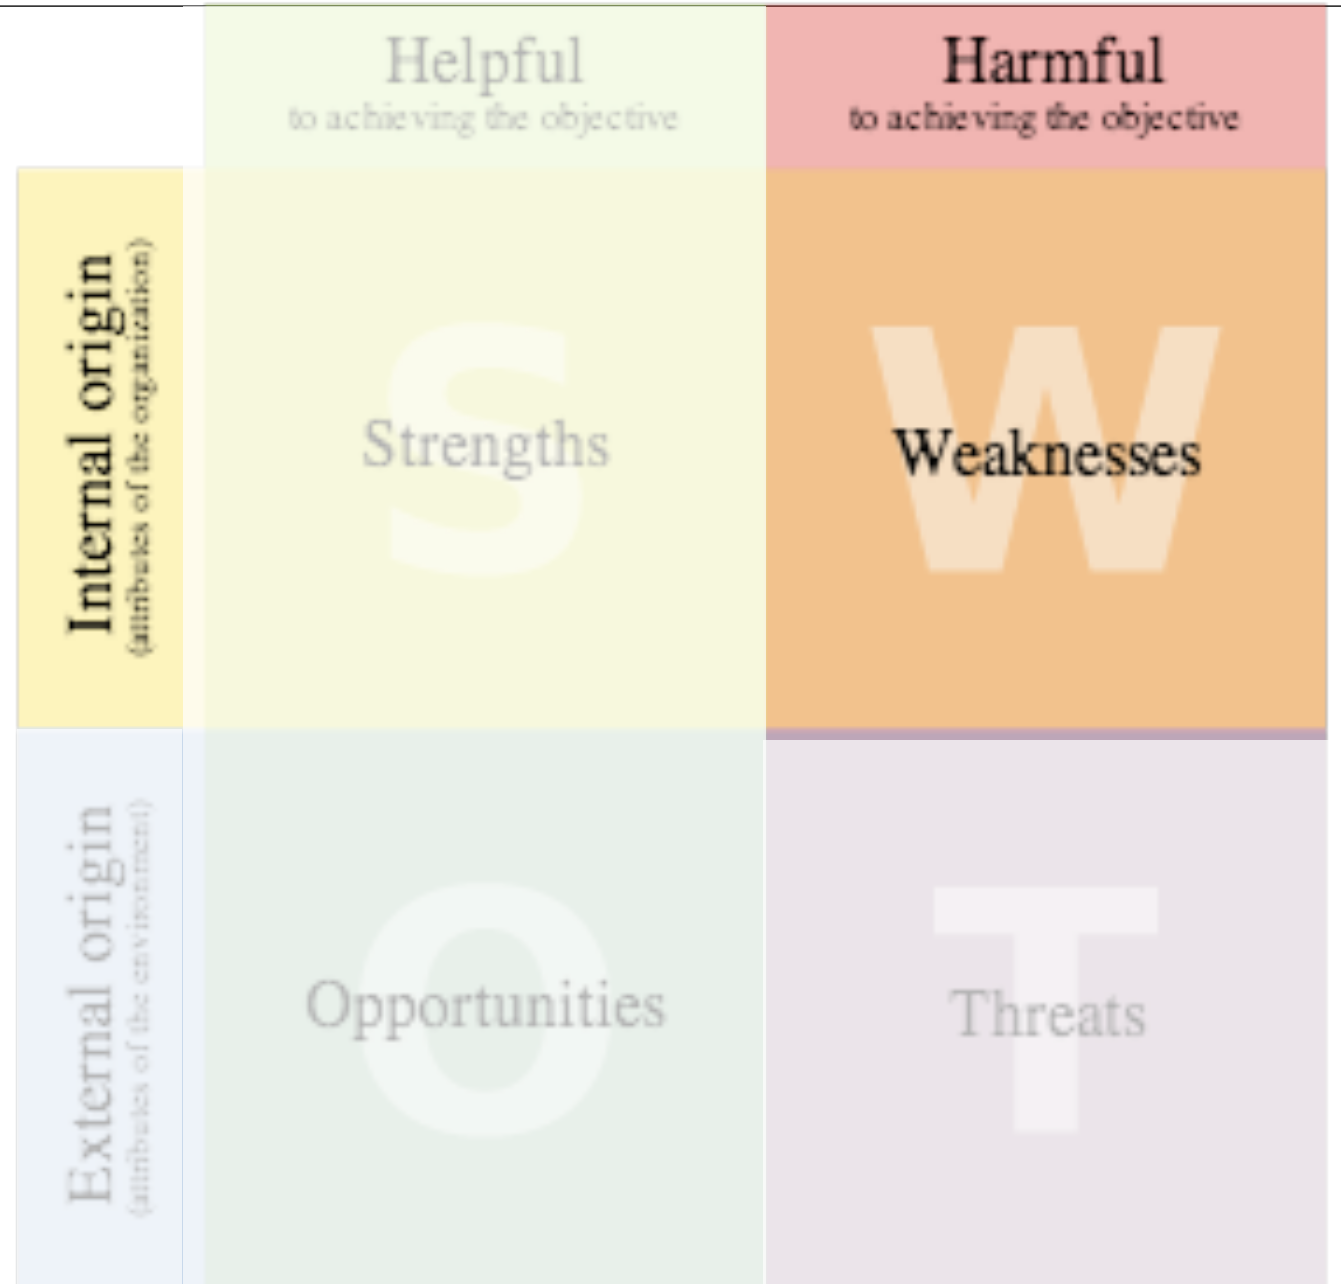 Helpful
to achieving the objective
Harmful
to achieving the objective
Internal origin
(attributes of the organization)
S
Strengths
W
Weaknesses
External origin
(attributes of the environment)
O
Opportunities
T
Threats